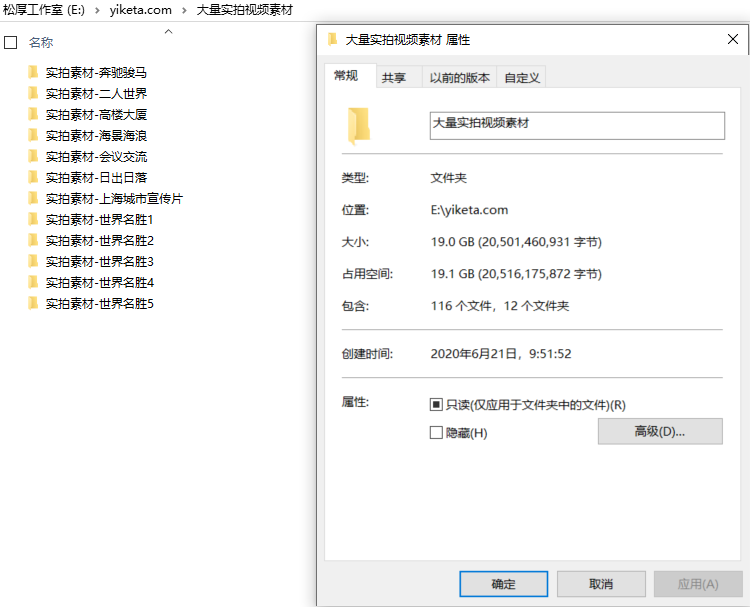 松厚工作室 (E:) › yiketa.com › 大量实拍视频素材
名称
实拍素材-奔驰骏马
实拍素材-二人世界
实拍素材-高楼大厦
实拍素材-海景海浪
实拍素材-会议交流
实拍素材-日出日落
实拍素材-上海城市宣传片
实拍素材-世界名胜1
实拍素材-世界名胜2
实拍素材-世界名胜3
实拍素材-世界名胜4
实拍素材-世界名胜5
大量实拍视频素材 属性
常规 共享 以前的版本 自定义
大量实拍视频素材
类型: 文件夹
位置: E:\yiketa.com
大小: 19.0 GB (20,501,460,931 字节)
占用空间: 19.1 GB (20,516,175,872 字节)
包含: 116 个文件，12 个文件夹
创建时间: 2020年6月21日，9:51:52
属性: 只读(仅应用于文件夹中的文件)(R)
隐藏(H) 高级(D)...
确定 取消 应用(A)